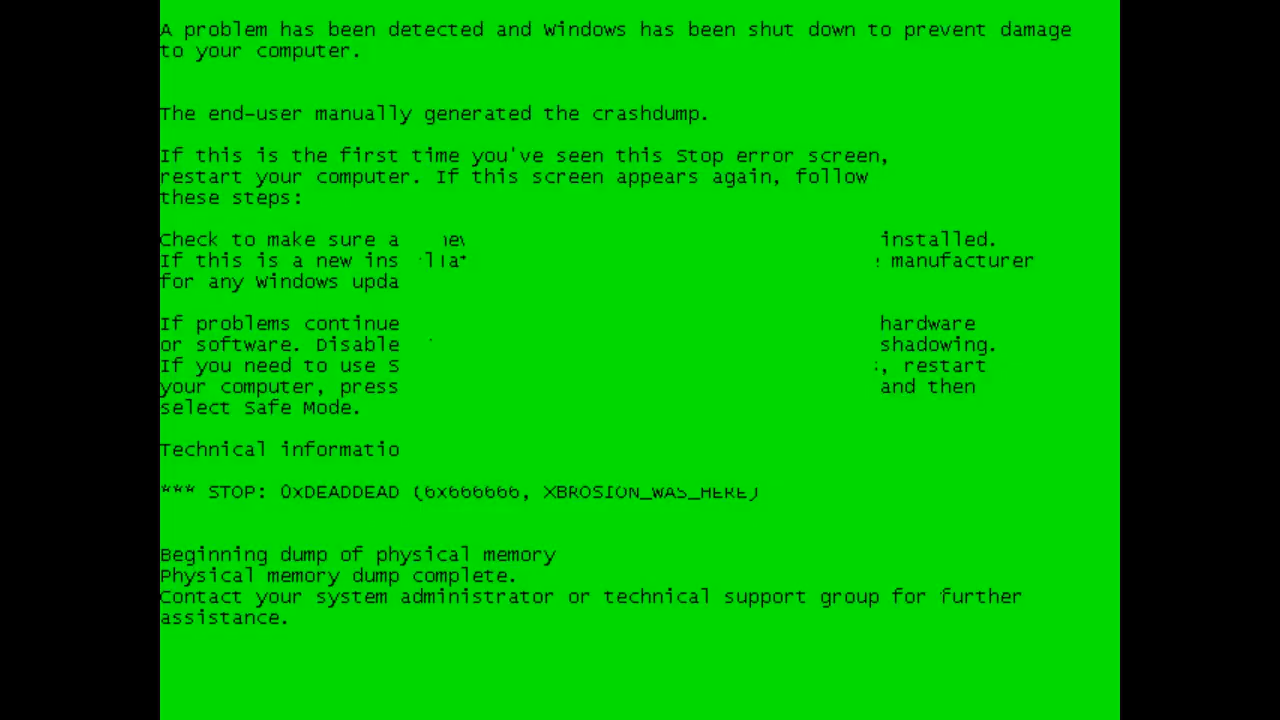 A problem has been detected and Windows has been shut down to prevent damage
to your computer.
The end-user manually generated the crashdump.
If this is the first time you've seen this Stop error screen,
restart your computer. If this screen appears again, follow
these steps:
Check to make sure a installed.
If this is a new ins manufacturer
for any Windows upda
If problems continue hardware
or software. Disable shadowing.
If you need to use S , restart
your computer, press and then
select Safe Mode.
Technical informatio
*** STOP: 0xDEADDEAD (6x666666, XBROSION_WAS_HERE)
Beginning dump of physical memory
Physical memory dump complete.
Contact your system administrator or technical support group for further
assistance.